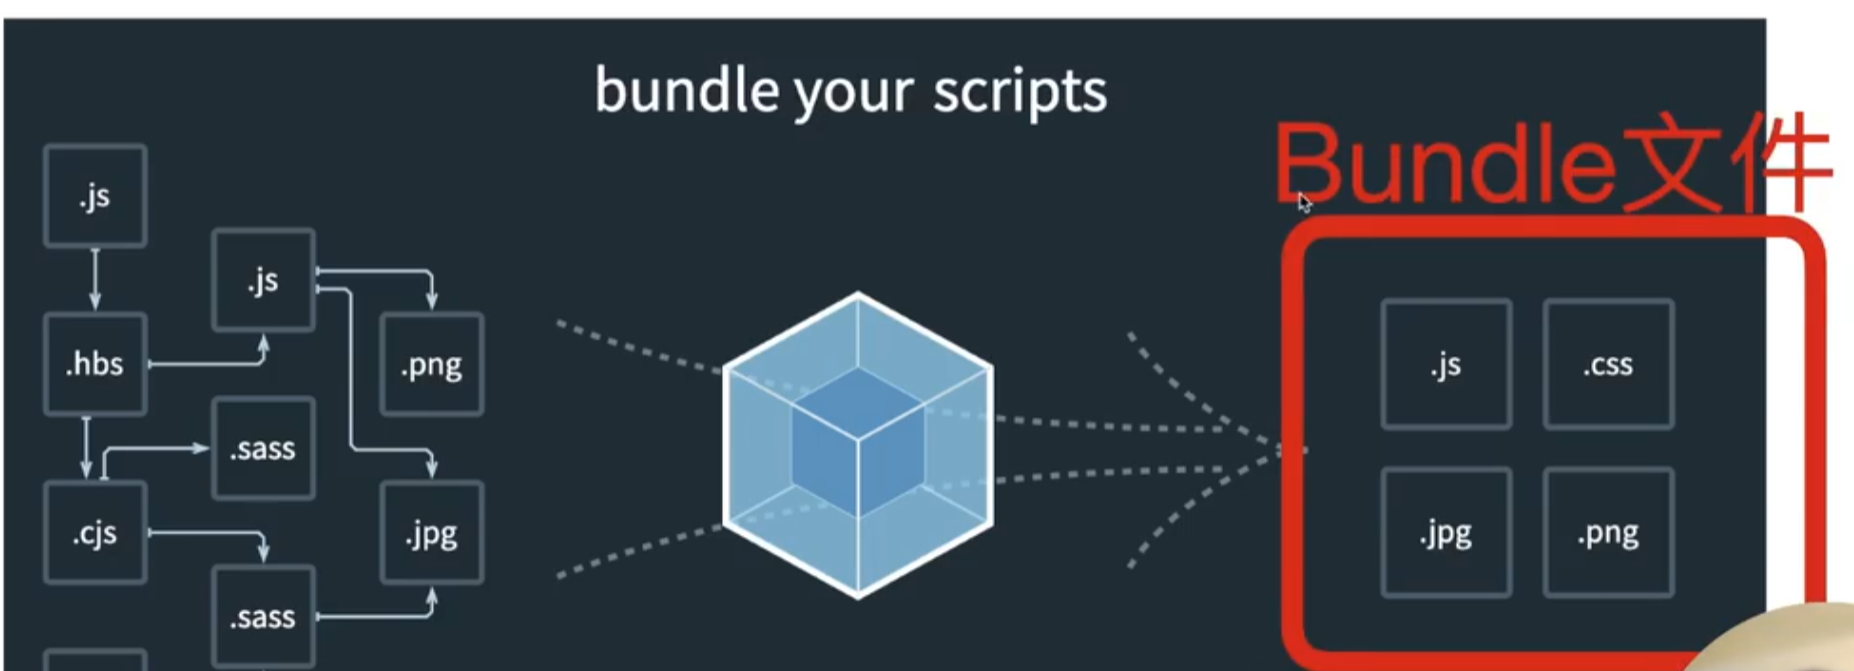 bundle your scripts
Bundle文件
.js
.js
.hbs
.png
.sass
.cjs
.jpg
.sass
.js
.css
.jpg
.png